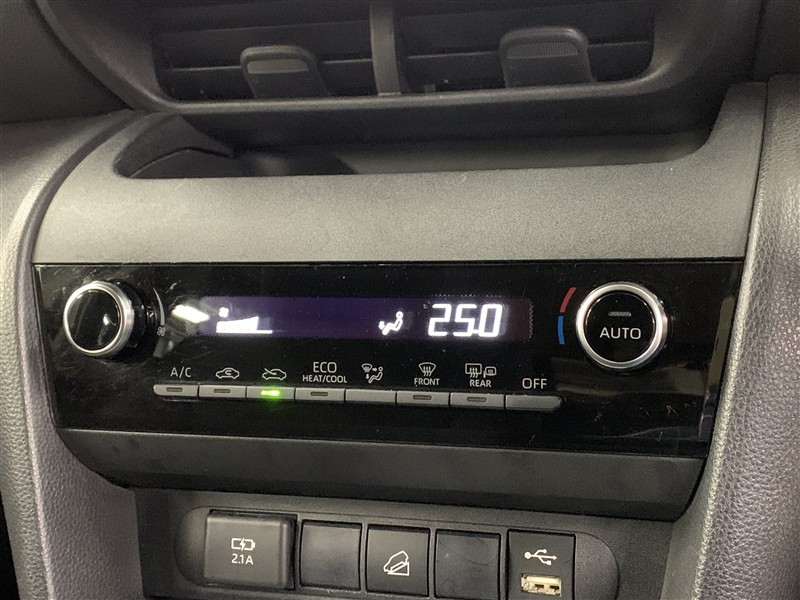 25.0
AUTO
A/C
ECO
HEAT/COOL
FRONT
REAR
OFF
2.1A